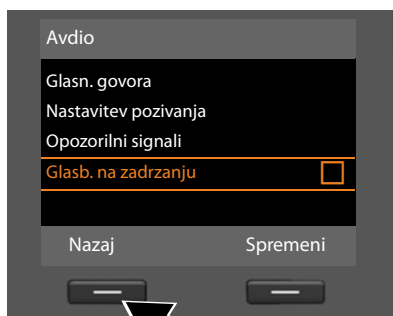 Avdio
Glasn. govora
Nastavitev pozivanja
Opozorilni signali
Glasb. na zadrzanju
Nazaj Spremeni